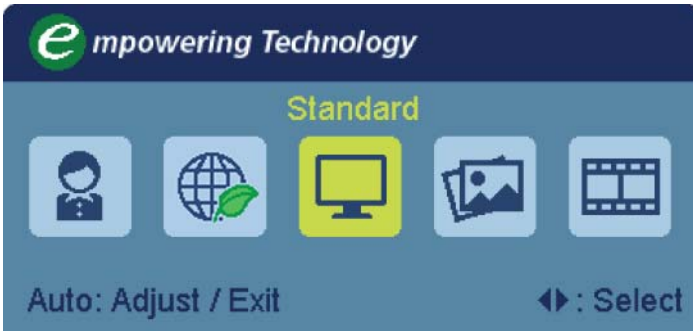 empowering Technology
Standard
Auto: Adjust / Exit
◄►: Select